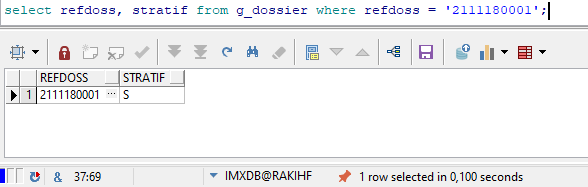 select refdoss, stratif from g_dossier where refdoss = '2111180001';
REFDOSS STRATIF
1 2111180001 ... S
& 37:69 IMXDB@RAKIHF 1 row selected in 0,100 seconds